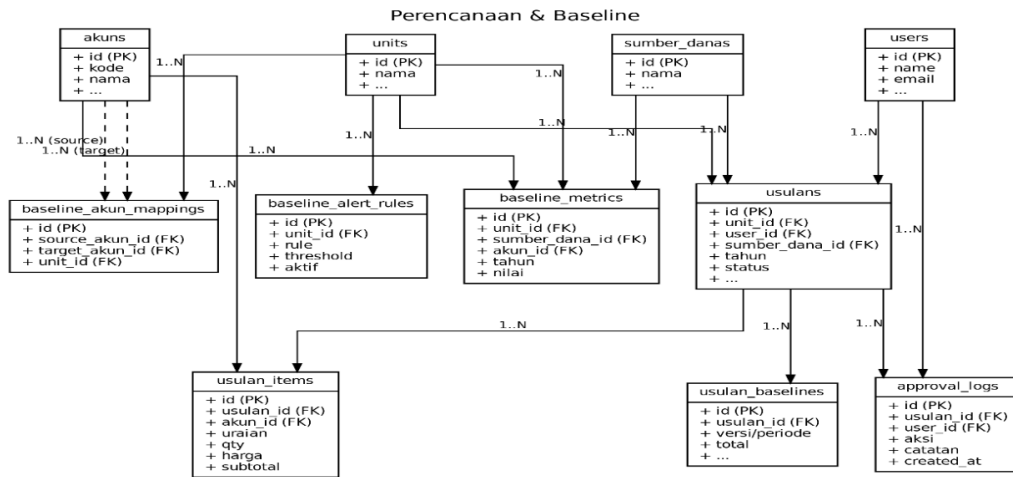 Perencanaan & Baseline
akuns
+ id (PK)
+ kode
+ nama
+ ...
units
+ id (PK)
+ nama
+ ...
sumber_danas
+ id (PK)
+ nama
+ ...
users
+ id (PK)
+ name
+ email
+ ...
1..N
1..N (source)
1..N (target)
1..N
1..N
1..N
1..N
1..N
1..N
1..N
1..N
baseline_akun_mappings
+ id (PK)
+ source_akun_id (FK)
+ target_akun_id (FK)
+ unit_id (FK)
baseline_alert_rules
+ id (PK)
+ unit_id (FK)
+ rule
+ threshold
+ aktif
baseline_metrics
+ id (PK)
+ unit_id (FK)
+ sumber_dana_id (FK)
+ akun_id (FK)
+ tahun
+ nilai
usulans
+ id (PK)
+ unit_id (FK)
+ user_id (FK)
+ sumber_dana_id (FK)
+ tahun
+ status
+ ...
1..N
1..N
1..N
1..N
usulan_items
+ id (PK)
+ usulan_id (FK)
+ akun_id (FK)
+ uraian
+ qty
+ harga
+ subtotal
usulan_baselines
+ id (PK)
+ usulan_id (FK)
+ versi/periode
+ total
+ ...
approval_logs
+ id (PK)
+ usulan_id (FK)
+ user_id (FK)
+ aksi
+ catatan
+ created_at